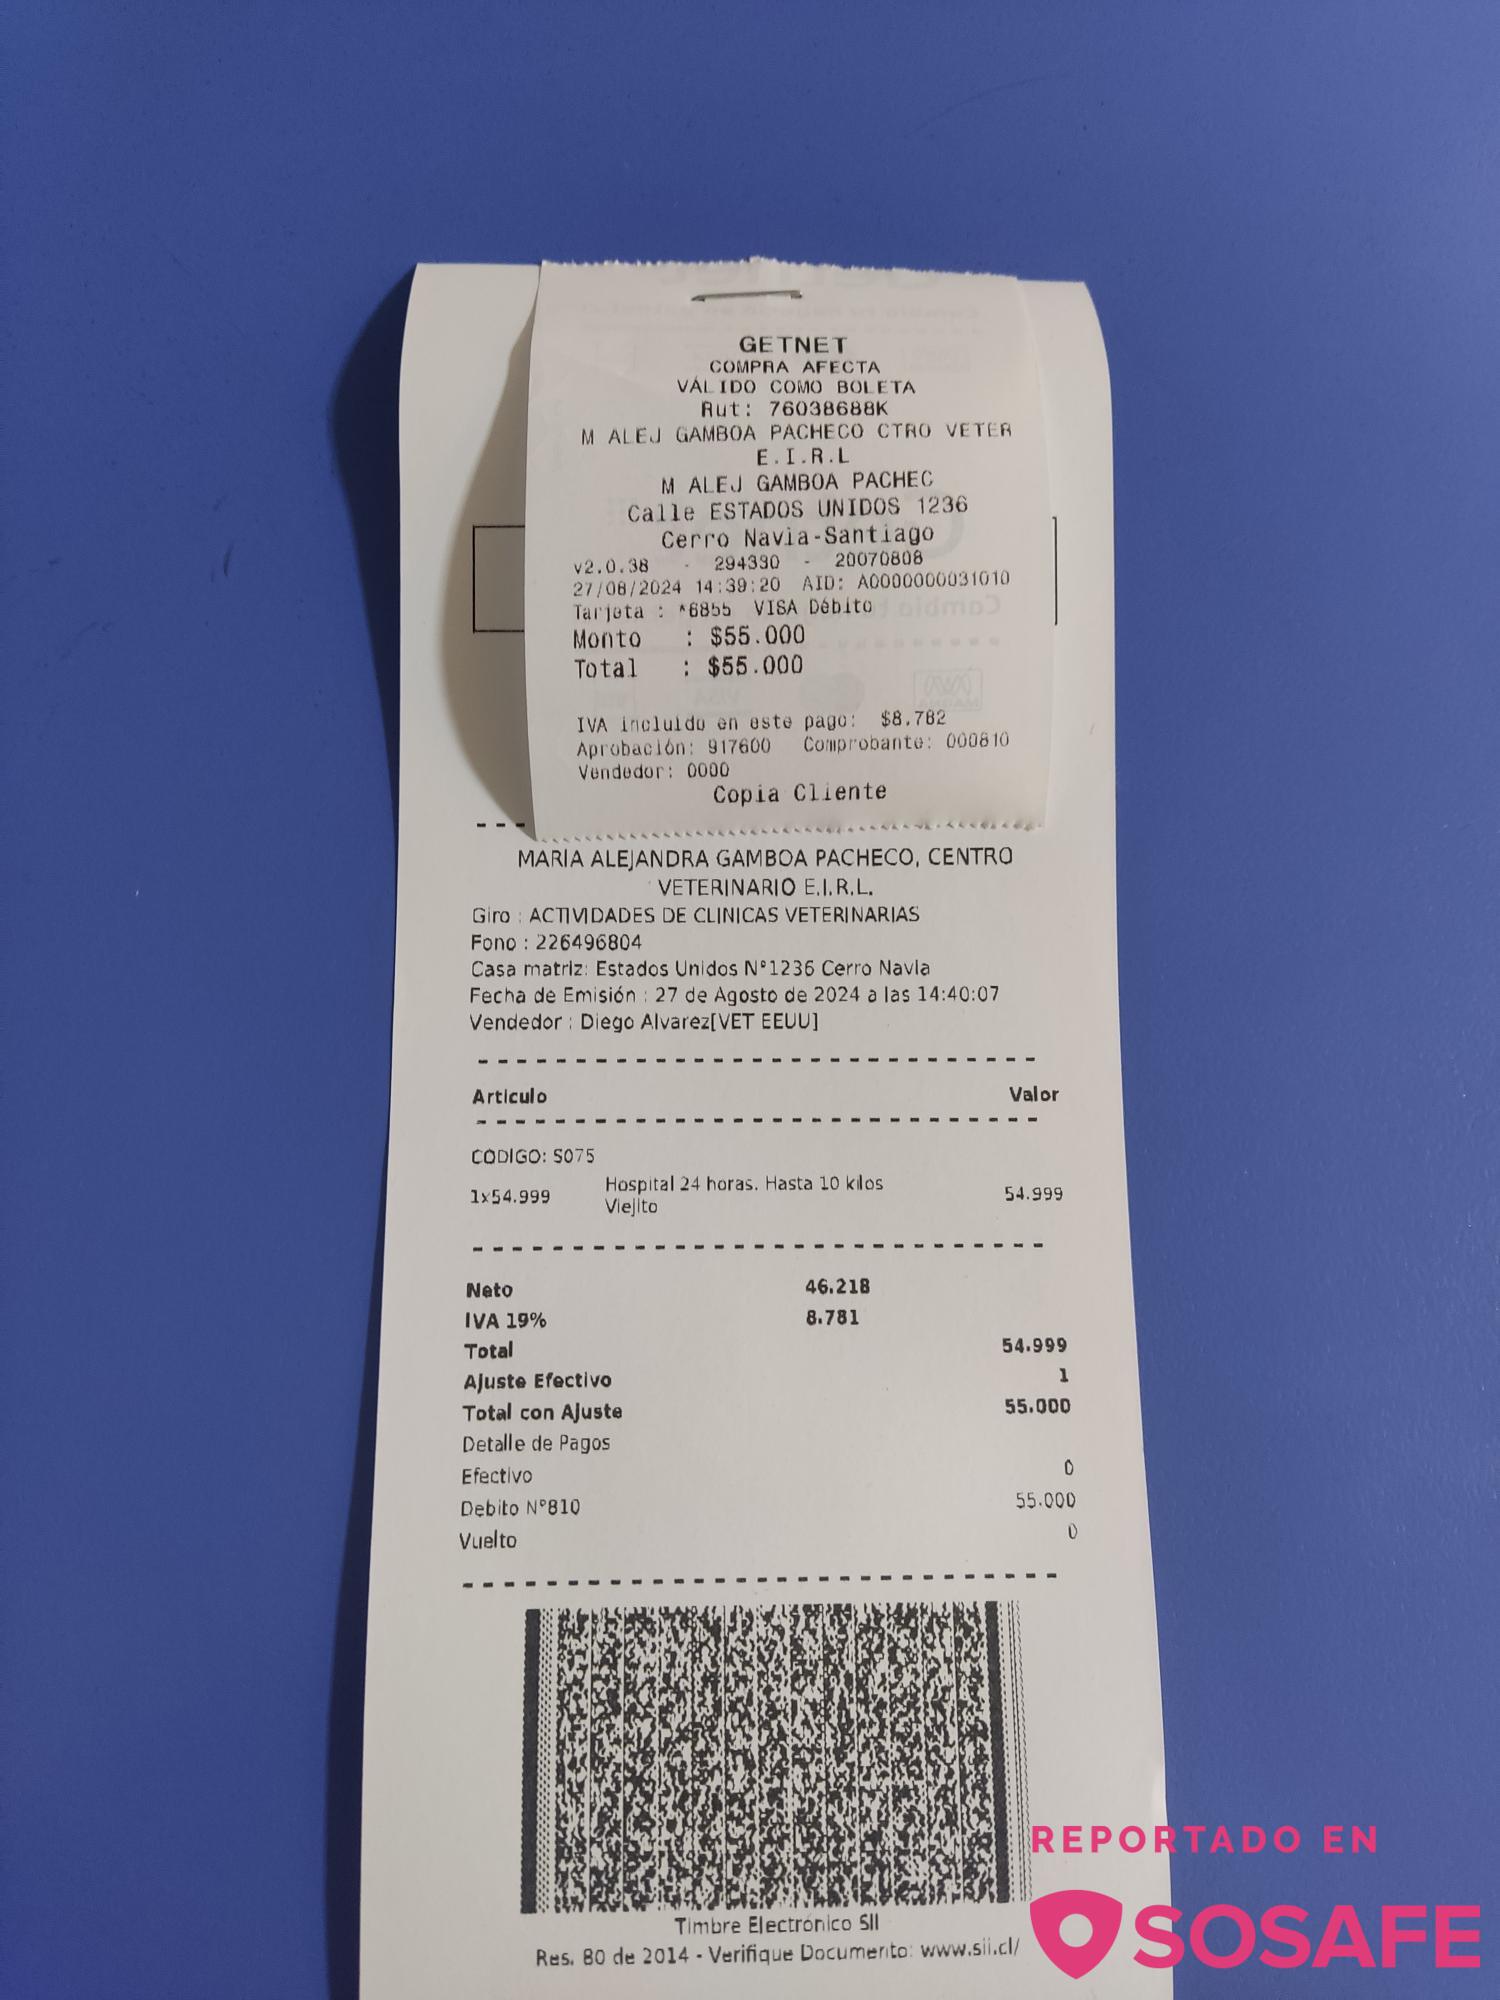 GETNET
COMPRA AFECTA
VÁLIDO COMO BOLETA
Rut: 76038688K
M ALEJ GAMBOA PACHECO CTRO VETER
E.I.R.L
M ALEJ GAMBOA PACHEC
Calle ESTADOS UNIDOS 1236
Cerro Navia-Santiago
v2.0.38 - 294330 - 20070808
27/08/2024 14:39:20 AID: A0000000031010
Tarjeta : *6855 VISA Débito
Monto : $55.000
Total : $55.000
IVA incluido en este pago: $8.782
Aprobación: 917600 Comprobante: 000810
Vendedor: 0000
Copia Cliente
MARIA ALEJANDRA GAMBOA PACHECO, CENTRO
VETERINARIO E.I.R.L.
Giro : ACTIVIDADES DE CLINICAS VETERINARIAS
Fono : 226496804
Casa matriz: Estados Unidos N°1236 Cerro Navia
Fecha de Emisión : 27 de Agosto de 2024 a las 14:40:07
Vendedor : Diego Alvarez[VET EEUU]
Articulo Valor
CODIGO: S075
1x54.999 Hospital 24 horas. Hasta 10 kilos 54.999
Viejito
Neto 46.218
IVA 19% 8.781
Total 54.999
Ajuste Efectivo 1
Total con Ajuste 55.000
Detalle de Pagos
Efectivo 0
Debito N°810 55.000
Vuelto 0
Timbre Electrónico SII
Res. 80 de 2014 - Verifique Documento: www.sii.cl/
REPORTADO EN
SOSAFE